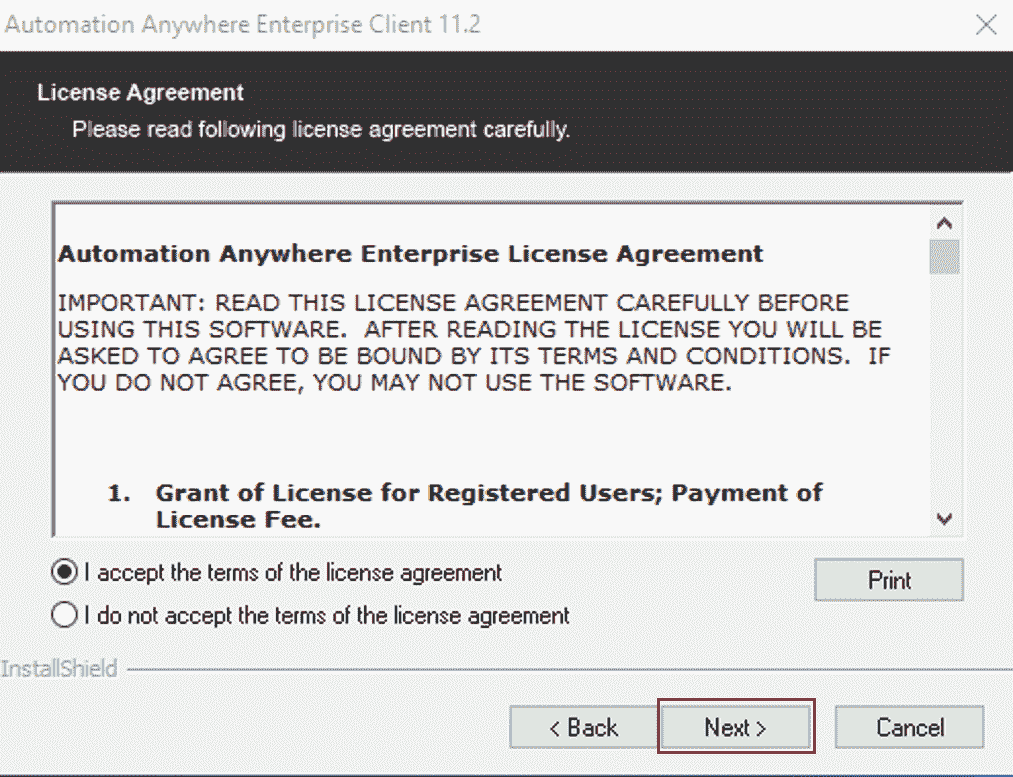 Automation Anywhere Enterprise Client 11.2
License Agreement
Please read following license agreement carefully.
Automation Anywhere Enterprise License Agreement
IMPORTANT: READ THIS LICENSE AGREEMENT CAREFULLY BEFORE
USING THIS SOFTWARE.  AFTER READING THE LICENSE YOU WILL BE
ASKED TO AGREE TO BE BOUND BY ITS TERMS AND CONDITIONS.  IF
YOU DO NOT AGREE, YOU MAY NOT USE THE SOFTWARE.
1. Grant of License for Registered Users; Payment of
License Fee.
I accept the terms of the license agreement
Print
I do not accept the terms of the license agreement
InstallShield
< Back
Next >
Cancel